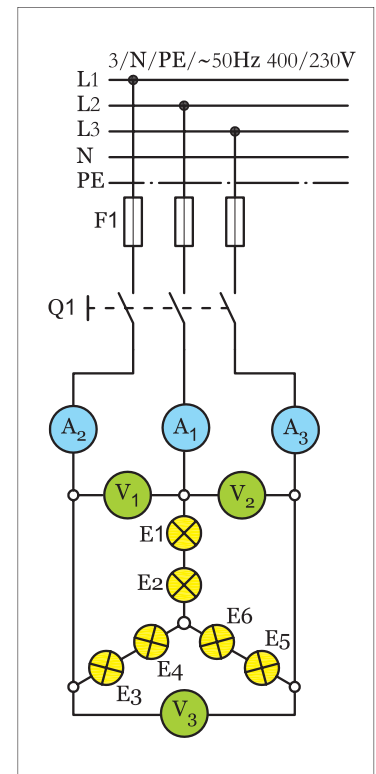 3/N/PE/~50Hz 400/230V
L1
L2
L3
N
PE
F1
Q1
A2 A1 A3
V1 V2
E1
E2
E6
E4 E5
E3
V3